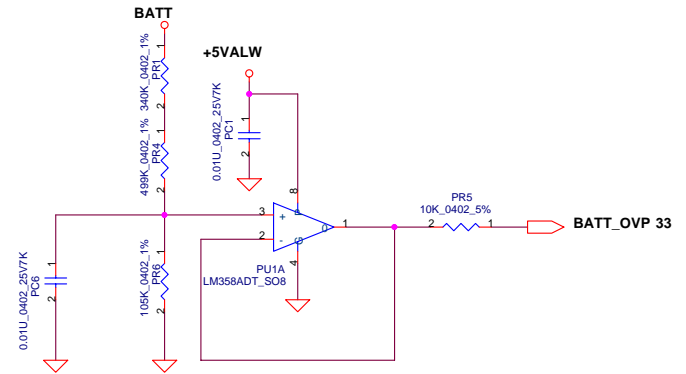 BATT
1
340K_0402_1%
PR1
2
1
499K_0402_1%
PR4
2
+5VALW
1
0.01U_0402_25V7K
PC1
2
8
3
+
P
2
-
G
O
1
4
PU1A
LM358ADT_SO8
PR5
2
1
10K_0402_5%
BATT_OVP 33
1
0.01U_0402_25V7K
PC6
2
1
105K_0402_1%
PR6
2